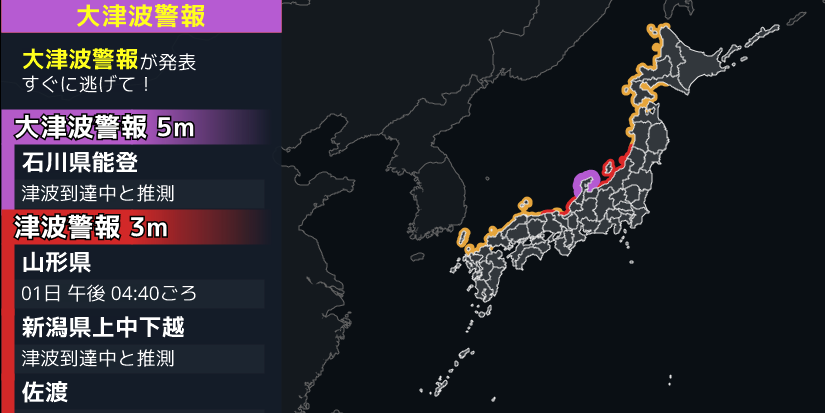 大津波警報
大津波警報が発表
すぐに逃げて！
大津波警報 5m
石川県能登
津波到達中と推測
津波警報 3m
山形県
01日 午後 04:40ごろ
新潟県上中下越
津波到達中と推測
佐渡